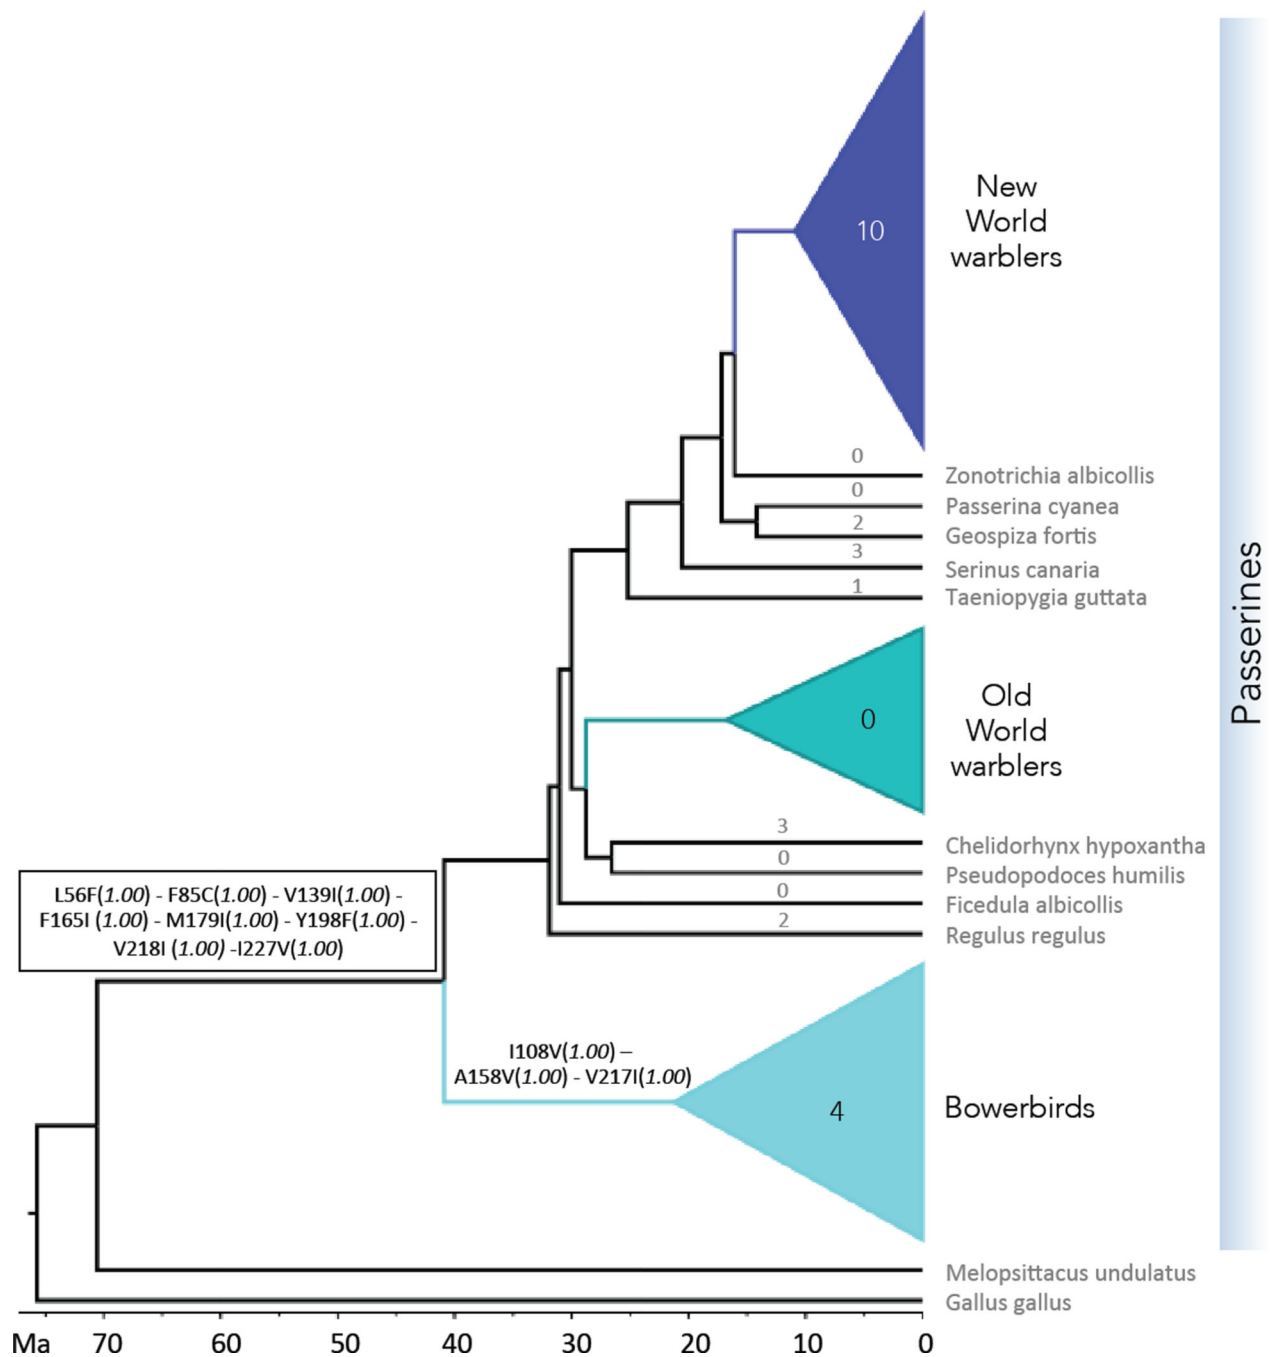 New
World
warblers
10
0
Zonotrichia albicollis
0
Passerina cyanea
2
Geospiza fortis
3
Serinus canaria
1
Taeniopygia guttata
Old
World
warblers
0
3
Chelidorhynx hypoxantha
0
Pseudopodoces humilis
0
Ficedula albicollis
2
Regulus regulus
L56F(1.00) - F85C(1.00) - V139I(1.00) -
F165I (1.00) - M179I(1.00) - Y198F(1.00) -
V218I (1.00) -I227V(1.00)
I108V(1.00) –
A158V(1.00) - V217I(1.00)
4
Bowerbirds
Passerines
Melopsittacus undulatus
Gallus gallus
Ma 70 60 50 40 30 20 10 0